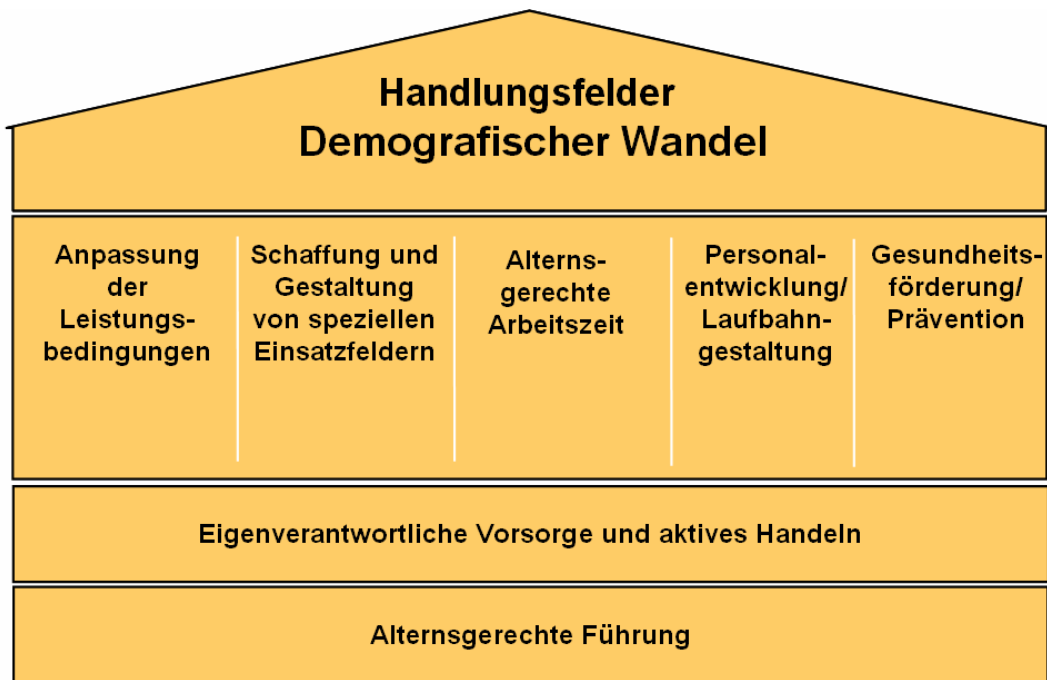 Handlungsfelder
Demografischer Wandel
Anpassung
der
Leistungs-
bedingungen
Schaffung und
Gestaltung
von speziellen
Einsatzfeldern
Alterns-
gerechte
Arbeitszeit
Personal-
entwicklung/
Laufbahn-
gestaltung
Gesundheits-
förderung/
Prävention
Eigenverantwortliche Vorsorge und aktives Handeln
Alternsgerechte Führung